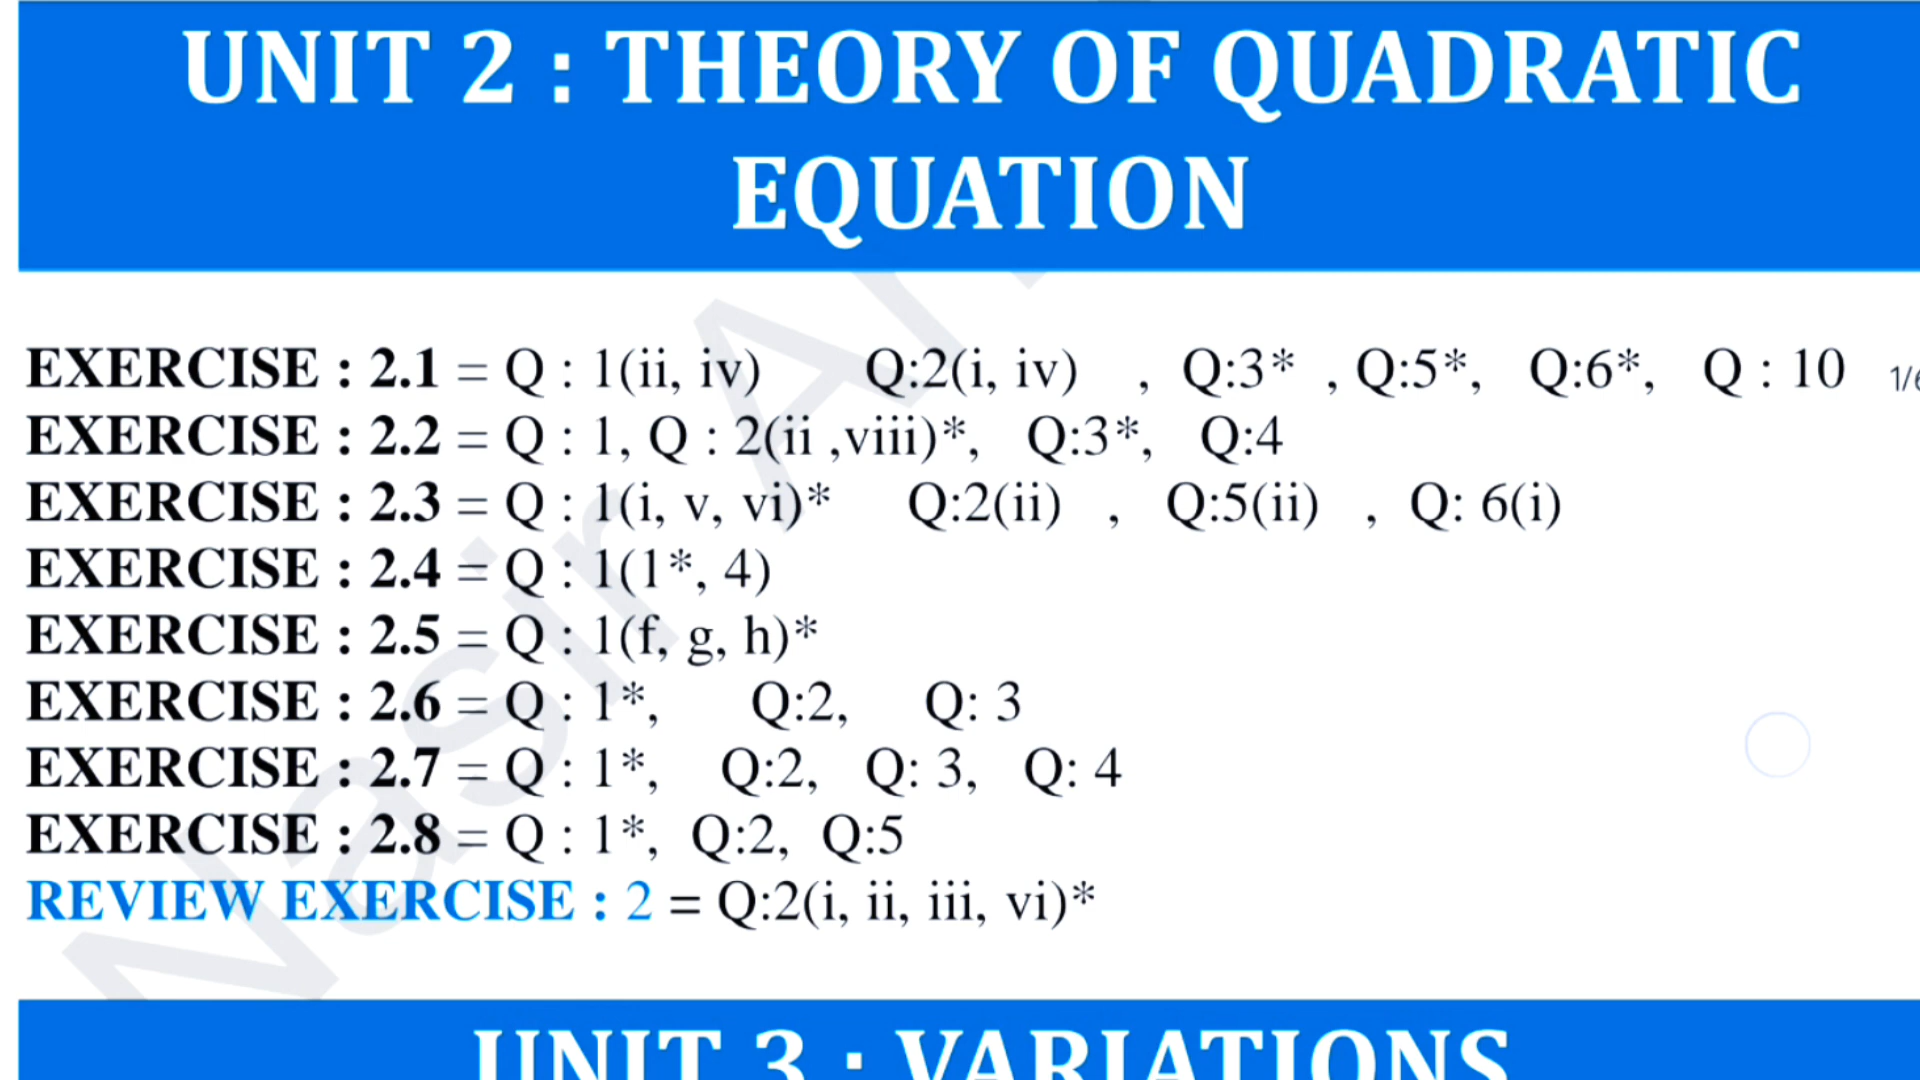 UNIT 2 : THEORY OF QUADRATIC
EQUATION
EXERCISE : 2.1 = Q : 1(ii, iv) Q:2(i, iv) , Q:3* , Q:5*, Q:6*, Q : 10 1/6
EXERCISE : 2.2 = Q : 1, Q : 2(ii ,viii)*, Q:3*, Q:4
EXERCISE : 2.3 = Q : 1(i, v, vi)* Q:2(ii) , Q:5(ii) , Q: 6(i)
EXERCISE : 2.4 = Q : 1(1*, 4)
EXERCISE : 2.5 = Q : 1(f, g, h)*
EXERCISE : 2.6 = Q : 1*, Q:2, Q: 3
EXERCISE : 2.7 = Q : 1*, Q:2, Q: 3, Q: 4
EXERCISE : 2.8 = Q : 1*, Q:2, Q:5
REVIEW EXERCISE : 2 = Q:2(i, ii, iii, vi)*
UNIT 3 : VARIATIONS
Nasir